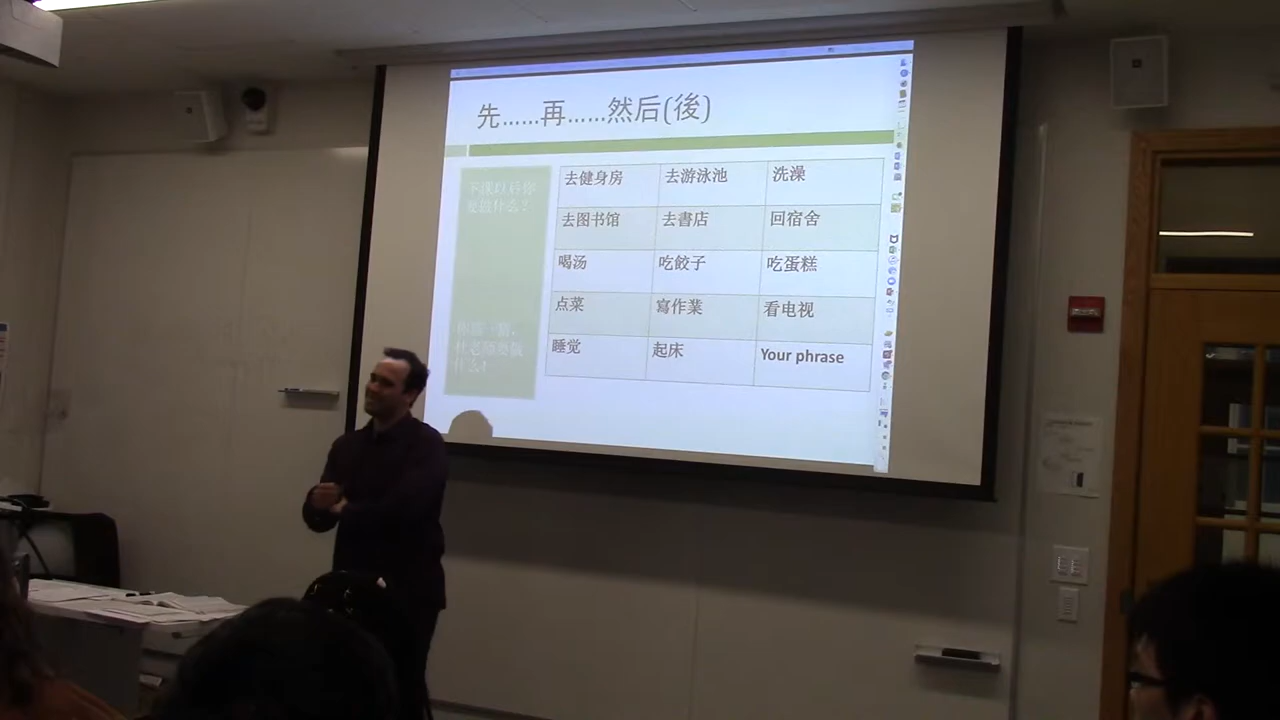 先……再……然后(後)
下课以后你
要做什么?
去健身房 去游泳池 洗澡
去图书馆 去書店 回宿舍
喝汤 吃餃子 吃蛋糕
点菜 寫作業 看电视
睡觉 起床 Your phrase